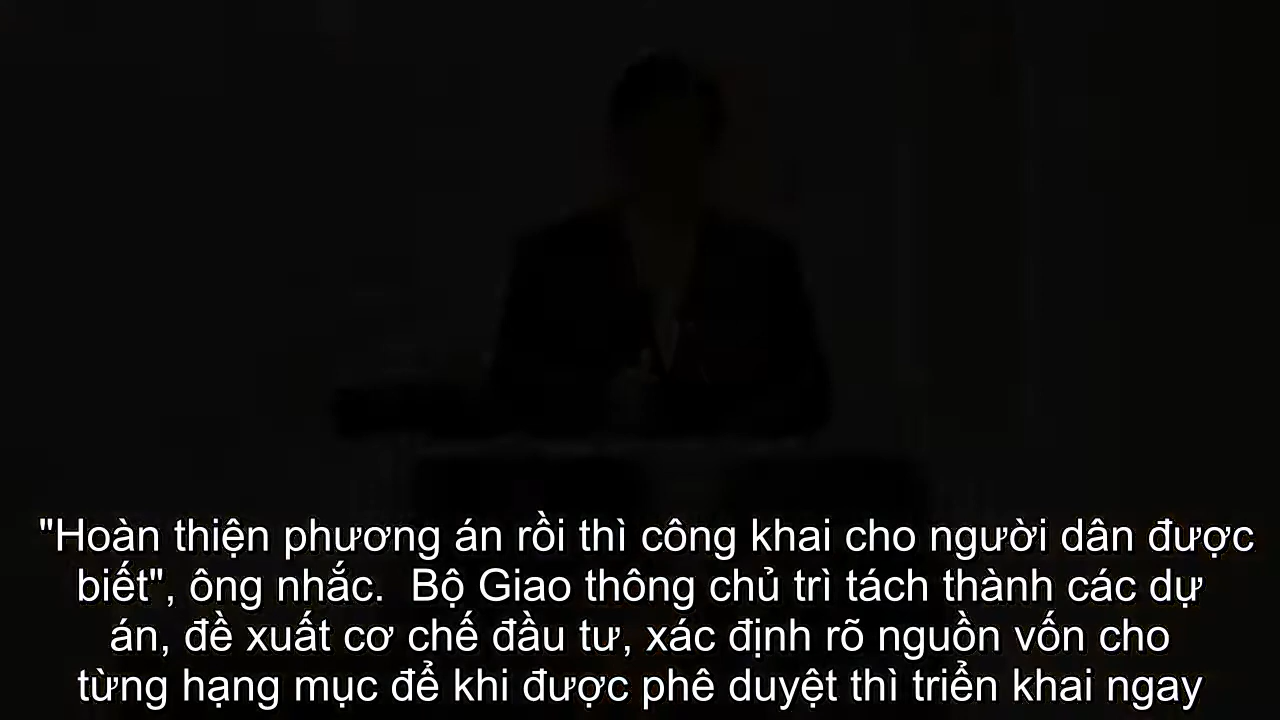 "Hoàn thiện phương án rồi thì công khai cho người dân được
biết", ông nhắc.  Bộ Giao thông chủ trì tách thành các dự
án, đề xuất cơ chế đầu tư, xác định rõ nguồn vốn cho
từng hạng mục để khi được phê duyệt thì triển khai ngay